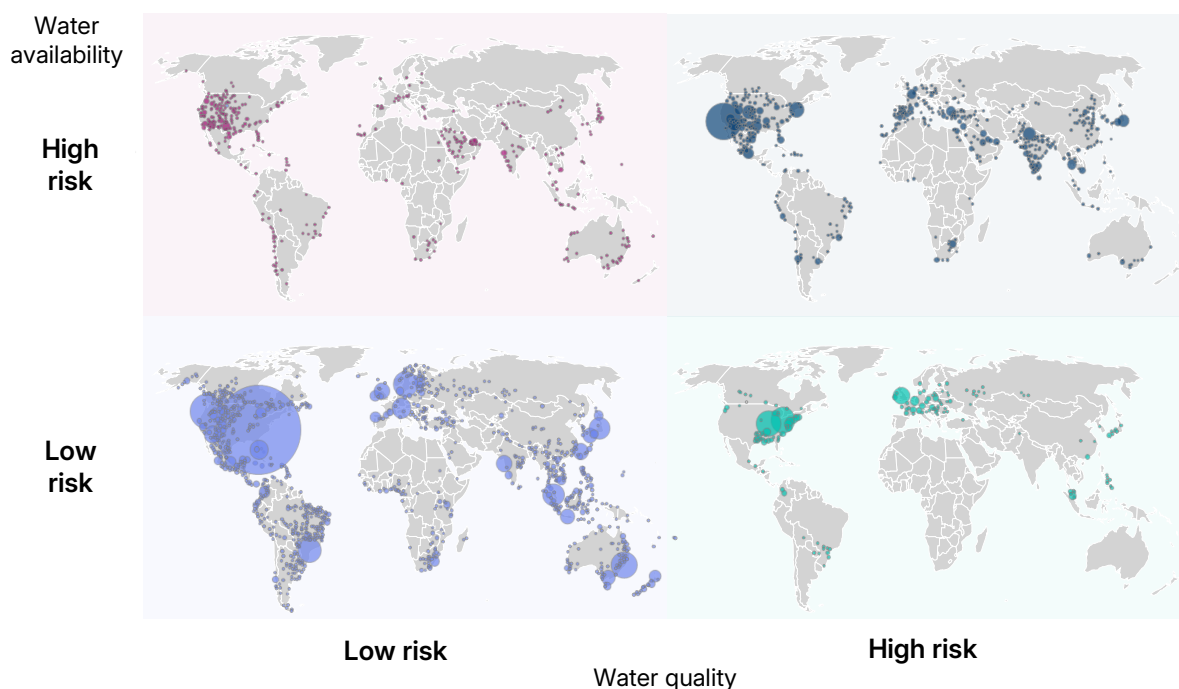 Water
availability
High
risk
Low
risk
Low risk
High risk
Water quality